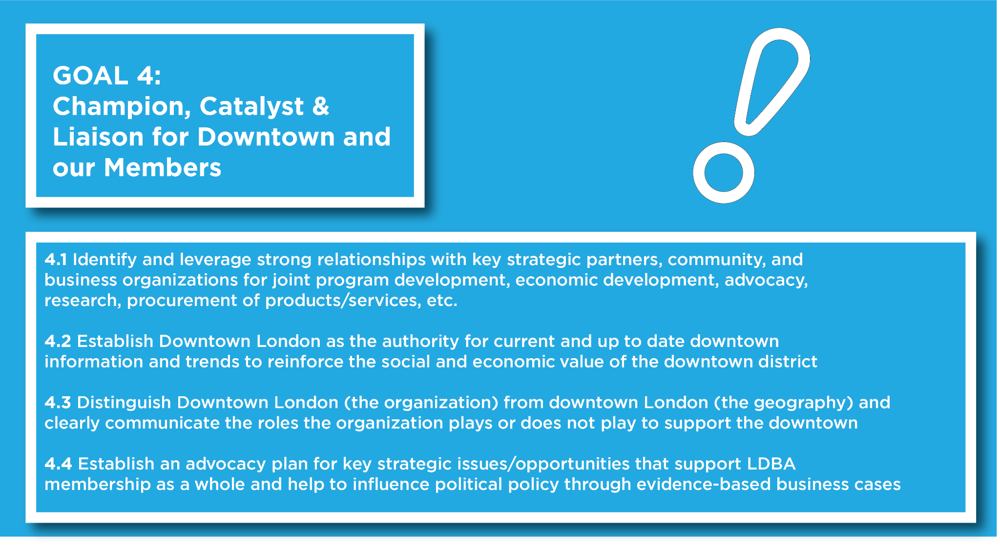 GOAL 4:
Champion, Catalyst &
Liaison for Downtown and
our Members
4.1 Identify and leverage strong relationships with key strategic partners, community, and
business organizations for joint program development, economic development, advocacy,
research, procurement of products/services, etc.
4.2 Establish Downtown London as the authority for current and up to date downtown
information and trends to reinforce the social and economic value of the downtown district
4.3 Distinguish Downtown London (the organization) from downtown London (the geography) and
clearly communicate the roles the organization plays or does not play to support the downtown
4.4 Establish an advocacy plan for key strategic issues/opportunities that support LDBA
membership as a whole and help to influence political policy through evidence-based business cases